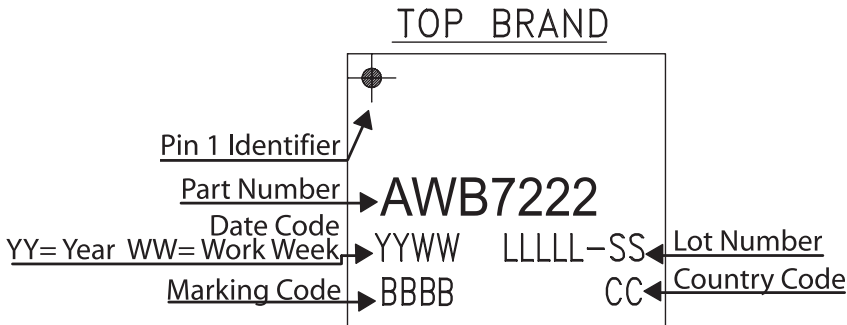 TOP BRAND
Pin 1 Identifier
Part Number AWB7222
Date Code
YY= Year WW= Work Week YYWW LLLLL-SS Lot Number
Marking Code BBBB CC Country Code